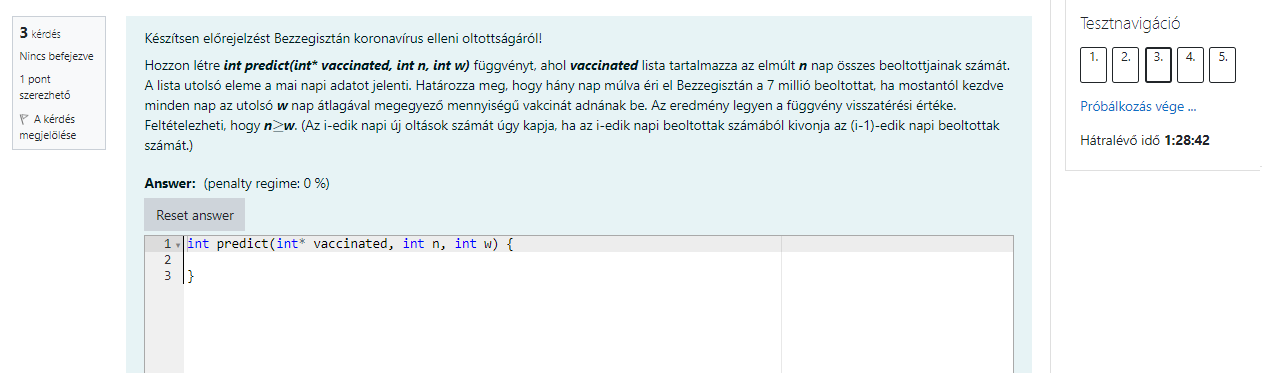 3 kérdés
Nincs befejezve
1 pont
szerezhető
A kérdés
megjelölése
Készítsen előrejelzést Bezzegisztán koronavírus elleni oltottságáról!
Hozzon létre int predict(int* vaccinated, int n, int w) függvényt, ahol vaccinated lista tartalmazza az elmúlt n nap összes beoltottjainak számát.
A lista utolsó eleme a mai napi adatot jelenti. Határozza meg, hogy hány nap múlva éri el Bezzegisztán a 7 millió beoltottat, ha mostantól kezdve
minden nap az utolsó w nap átlagával megegyező mennyiségű vakcinát adnának be. Az eredmény legyen a függvény visszatérési értéke.
Feltételezheti, hogy n≥w. (Az i-edik napi új oltások számát úgy kapja, ha az i-edik napi beoltottak számából kivonja az (i-1)-edik napi beoltottak
számát.)
Answer: (penalty regime: 0 %)
Reset answer
1 int predict(int* vaccinated, int n, int w) {
2
3 }
Tesztnavigáció
1. 2. 3. 4. 5.
Próbálkozás vége ...
Hátralévő idő 1:28:42